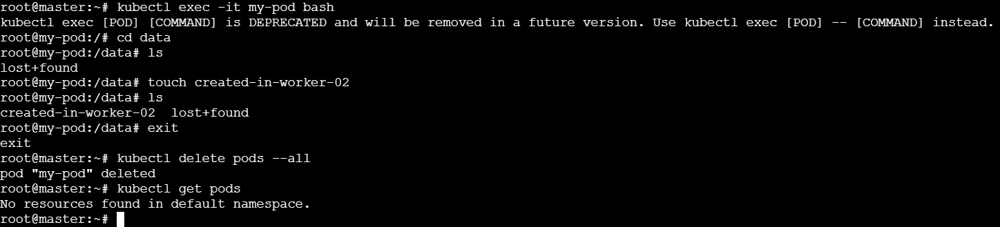 root@master:~# kubectl exec -it my-pod bash
kubectl exec [POD] [COMMAND] is DEPRECATED and will be removed in a future version. Use kubectl exec [POD] -- [COMMAND] instead.
root@my-pod:/# cd data
root@my-pod:/data# ls
lost+found
root@my-pod:/data# touch created-in-worker-02
root@my-pod:/data# ls
created-in-worker-02  lost+found
root@my-pod:/data# exit
exit
root@master:~# kubectl delete pods --all
pod "my-pod" deleted
root@master:~# kubectl get pods
No resources found in default namespace.
root@master:~#